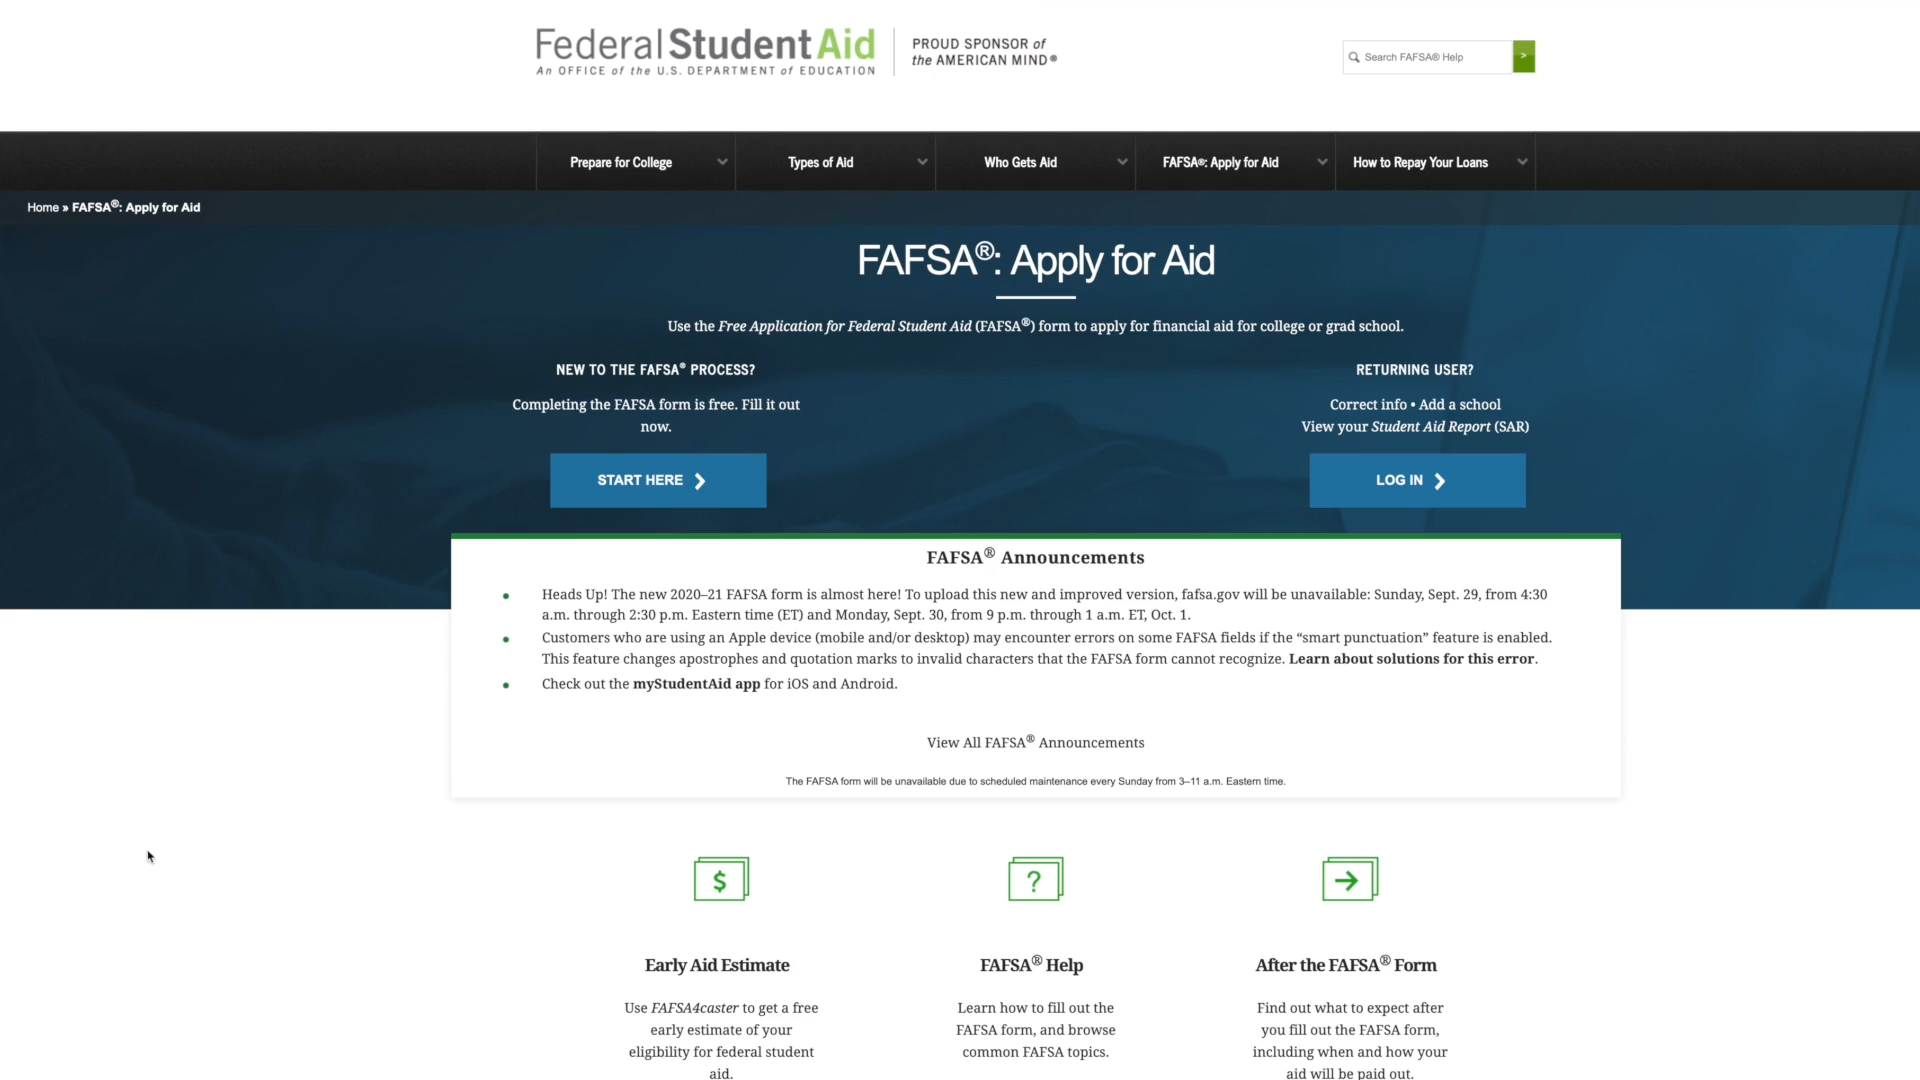 Federal Student Aid
An OFFICE of the U.S. DEPARTMENT of EDUCATION
PROUD SPONSOR of
the AMERICAN MIND®
Search FAFSA® Help
>
Prepare for College
Types of Aid
Who Gets Aid
FAFSA®: Apply for Aid
How to Repay Your Loans
Home » FAFSA®: Apply for Aid
FAFSA®: Apply for Aid
Use the Free Application for Federal Student Aid (FAFSA®) form to apply for financial aid for college or grad school.
NEW TO THE FAFSA® PROCESS?
Completing the FAFSA form is free. Fill it out
now.
START HERE
RETURNING USER?
Correct info • Add a school
View your Student Aid Report (SAR)
LOG IN
FAFSA® Announcements
Heads Up! The new 2020–21 FAFSA form is almost here! To upload this new and improved version, fafsa.gov will be unavailable: Sunday, Sept. 29, from 4:30
a.m. through 2:30 p.m. Eastern time (ET) and Monday, Sept. 30, from 9 p.m. through 1 a.m. ET, Oct. 1.
Customers who are using an Apple device (mobile and/or desktop) may encounter errors on some FAFSA fields if the “smart punctuation” feature is enabled.
This feature changes apostrophes and quotation marks to invalid characters that the FAFSA form cannot recognize. Learn about solutions for this error.
Check out the myStudentAid app for iOS and Android.
View All FAFSA® Announcements
The FAFSA form will be unavailable due to scheduled maintenance every Sunday from 3–11 a.m. Eastern time.
$
?
Early Aid Estimate
Use FAFSA4caster to get a free
early estimate of your
eligibility for federal student
aid.
FAFSA® Help
Learn how to fill out the
FAFSA form, and browse
common FAFSA topics.
After the FAFSA® Form
Find out what to expect after
you fill out the FAFSA form,
including when and how your
aid will be paid out.